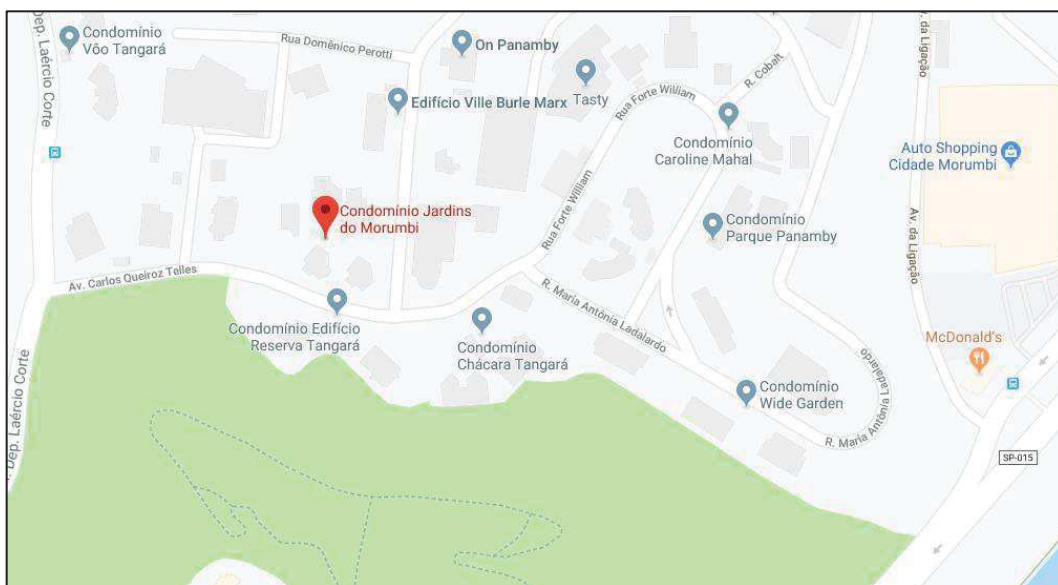 Condomínio
Vôo Tangará
Dep. Laércio Corte
Rua Domênico Perotti
On Panamby
Edifício Ville Burle Marx
Tasty
Rua Forte William
R. Cobalt
Condomínio
Caroline Mahal
Av. da Ligação
Auto Shopping
Cidade Morumbi
Condomínio Jardins
do Morumbi
Rua Forte William
Condomínio
Parque Panamby
Av. da Ligação
Av. Carlos Queiroz Telles
Condomínio Edifício
Reserva Tangará
Condomínio
Chácara Tangará
R. Maria Antônia Ladalardo
McDonald's
Condomínio
Wide Garden
R. Maria Antônia Ladalardo
Ladalardo
Dep. Laércio Corte
SP-015